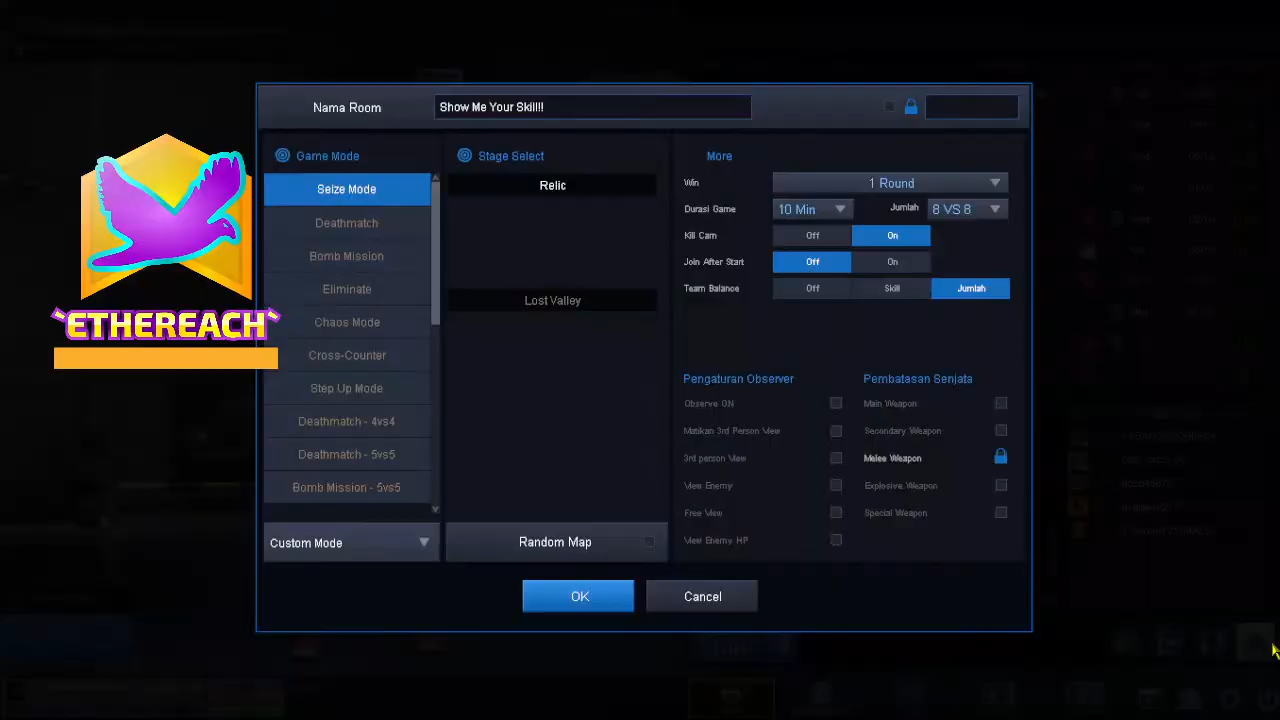 Nama Room
Show Me Your Skill!!
Game Mode
Seize Mode
Deathmatch
Bomb Mission
Eliminate
Chaos Mode
Cross-Counter
Step Up Mode
Deathmatch - 4vs4
Deathmatch - 5vs5
Bomb Mission - 5vs5
Custom Mode
`ETHEREACH`
Stage Select
Relic
Lost Valley
Random Map
More
Win 1 Round
Durasi Game 10 Min Jumlah 8 VS 8
Kill Cam Off On
Join After Start Off On
Team Balance Off Skill Jumlah
Pengaturan Observer
Observe ON
Matikan 3rd Person View
3rd person View
View Enemy
Free View
View Enemy HP
Pembatasan Senjata
Main Weapon
Secondary Weapon
Melee Weapon
Explosive Weapon
Special Weapon
OK
Cancel